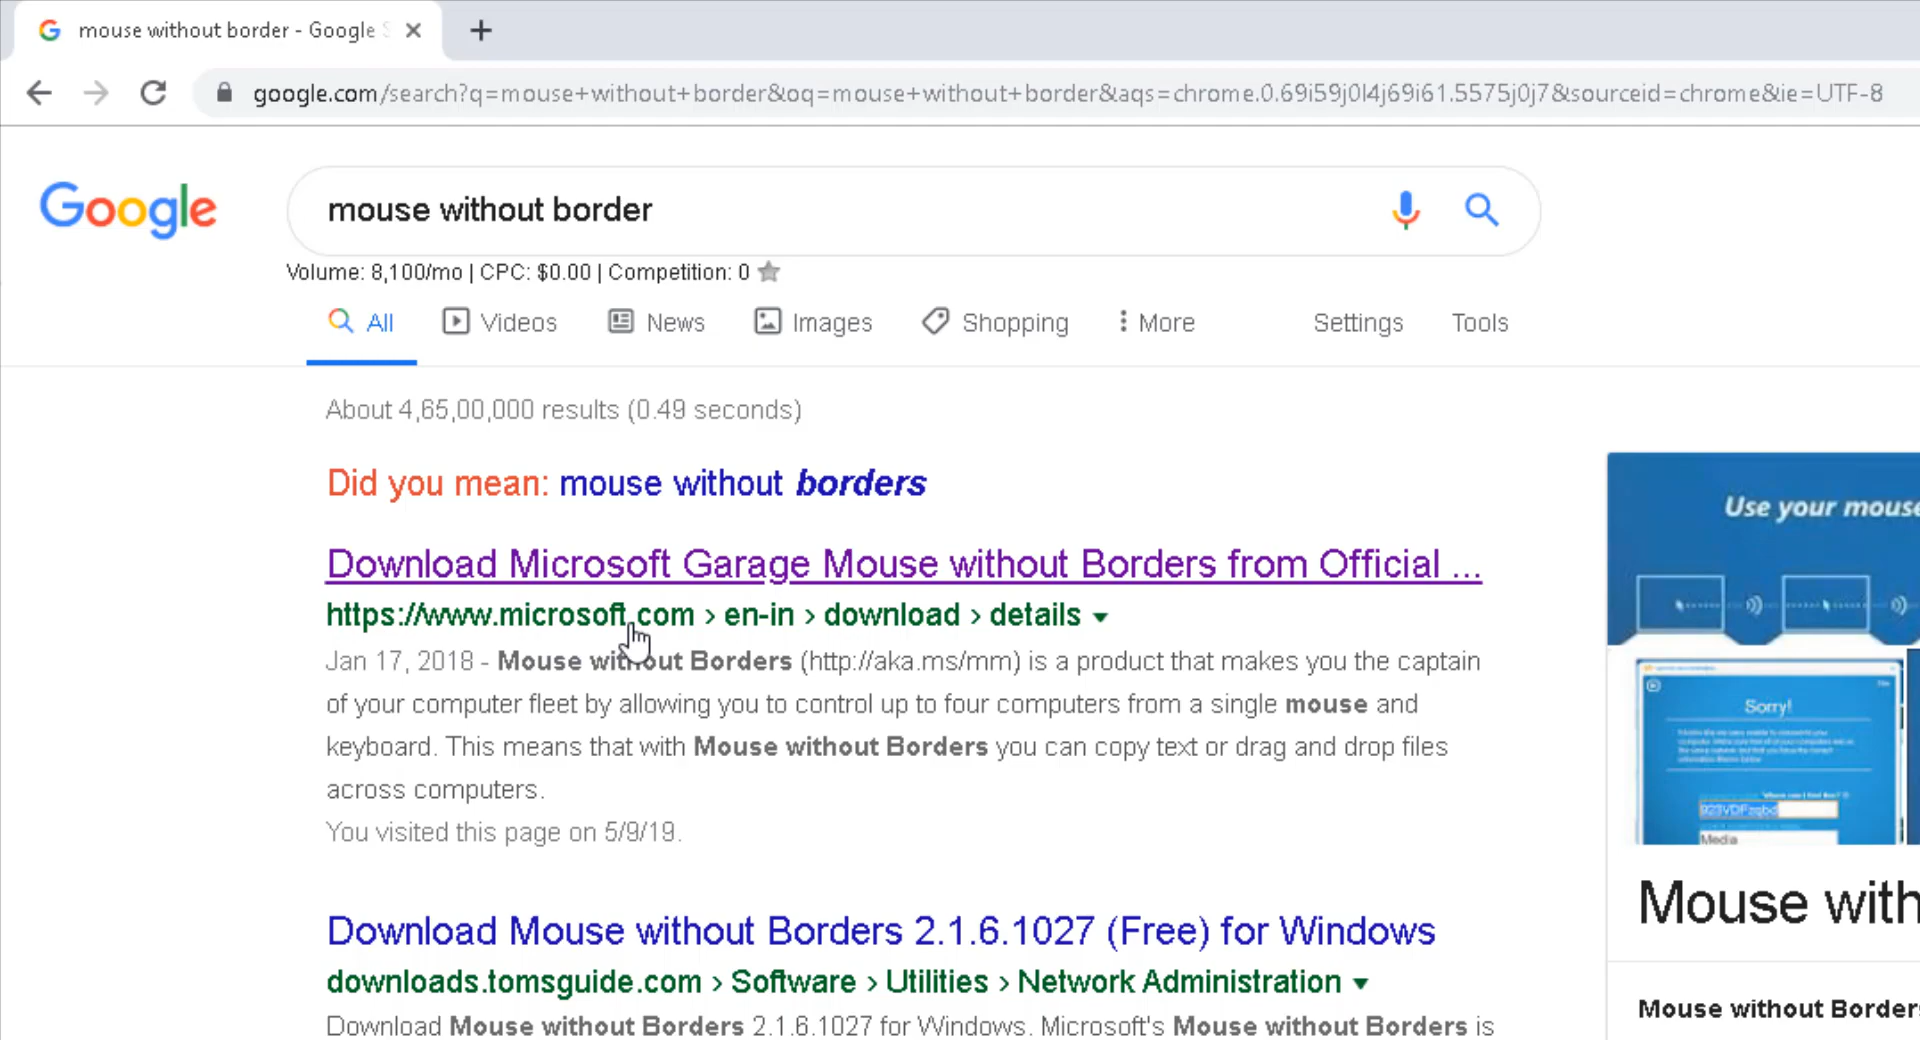 mouse without border - Google S
google.com/search?q=mouse+without+border&oq=mouse+without+border&aqs=chrome.0.69i59j0l4j69i61.5575j0j7&sourceid=chrome&ie=UTF-8
Google
mouse without border
Volume: 8,100/mo | CPC: $0.00 | Competition: 0
All Videos News Images Shopping More Settings Tools
About 4,65,00,000 results (0.49 seconds)
Did you mean: mouse without borders
Download Microsoft Garage Mouse without Borders from Official ...
https://www.microsoft.com › en-in › download › details
Jan 17, 2018 - Mouse without Borders (http://aka.ms/mm) is a product that makes you the captain
of your computer fleet by allowing you to control up to four computers from a single mouse and
keyboard. This means that with Mouse without Borders you can copy text or drag and drop files
across computers.
You visited this page on 5/9/19.
Download Mouse without Borders 2.1.6.1027 (Free) for Windows
downloads.tomsguide.com › Software › Utilities › Network Administration
Download Mouse without Borders 2.1.6.1027 for Windows. Microsoft's Mouse without Borders is
Use your mouse
Sorry!
Media
Mouse with
Mouse without Borders